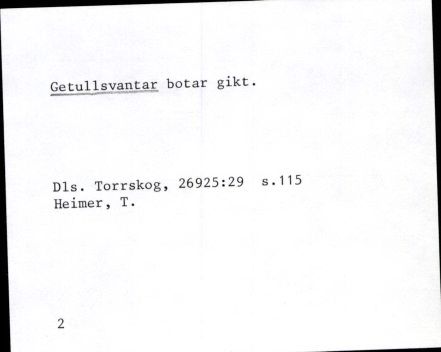 Getullsvantar botar gikt.
Dls. Torrskog, 26925:29 s.115
Heimer, T.
2